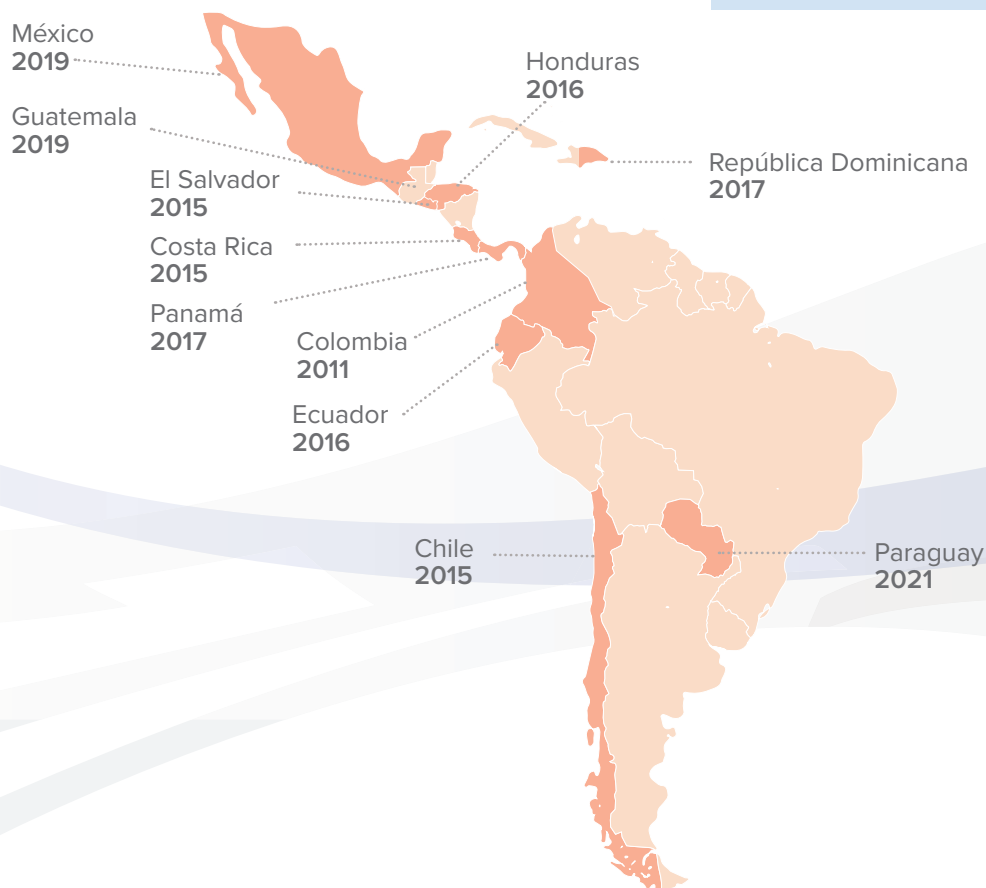 México
2019
Guatemala
2019
El Salvador
2015
Costa Rica
2015
Panamá
2017
Colombia
2011
Ecuador
2016
Honduras
2016
República Dominicana
2017
Chile
2015
Paraguay
2021